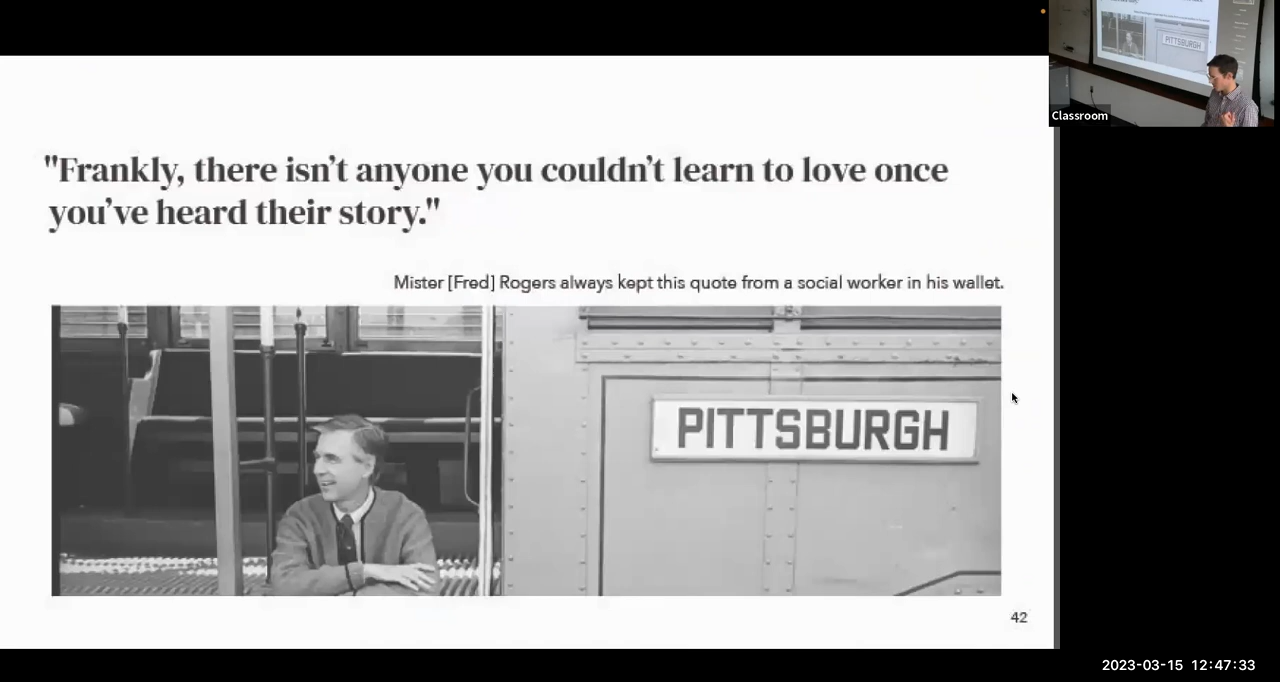 "Frankly, there isn't anyone you couldn't learn to love once
you've heard their story."
Mister [Fred] Rogers always kept this quote from a social worker in his wallet.
PITTSBURGH
42
PITTSBURGH
Classroom
2023-03-15 12:47:33